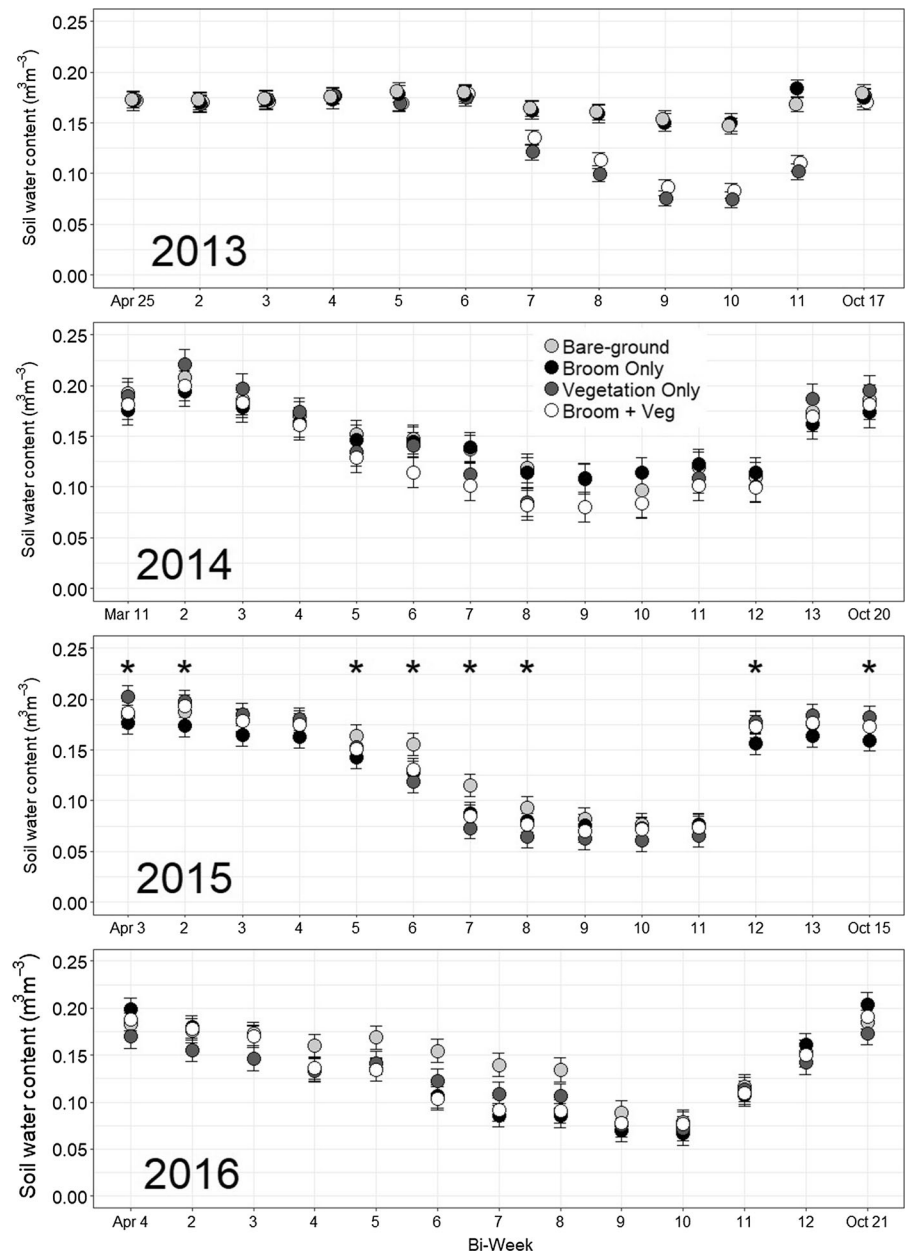 Soil water content (m³m⁻³)
0.25
0.20
0.15
0.10
0.05
0.00
2013
Apr 25 2 3 4 5 6 7 8 9 10 11 Oct 17
Soil water content (m³m⁻³)
0.25
0.20
0.15
0.10
0.05
0.00
Bare-ground
Broom Only
Vegetation Only
Broom + Veg
2014
Mar 11 2 3 4 5 6 7 8 9 10 11 12 13 Oct 20
Soil water content (m³m⁻³)
0.25
0.20
0.15
0.10
0.05
0.00
* * * * * * * *
2015
Apr 3 2 3 4 5 6 7 8 9 10 11 12 13 Oct 15
Soil water content (m³m⁻³)
0.25
0.20
0.15
0.10
0.05
0.00
2016
Apr 4 2 3 4 5 6 7 8 9 10 11 12 Oct 21
Bi-Week